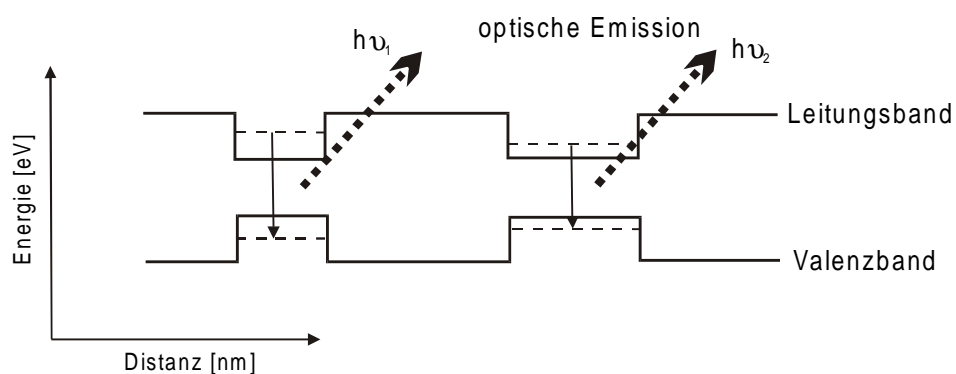 optische Emission
hυ₁
hυ₂
Leitungsband
Energie [eV]
Valenzband
Distanz [nm]